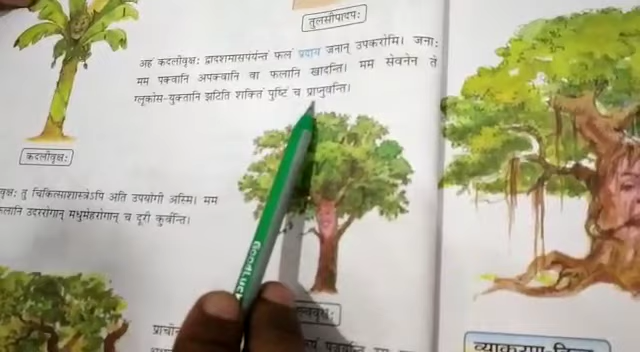 तुलसीपादपः
अहं कदलीवृक्षः द्वादशमासपर्यन्तं फलं प्रदाय जनान् उपकरोमि। जनाः
मम पक्वानि अपक्वानि वा फलानि खादन्ति। मम सेवनेन ते
ग्लूकोस-युक्तानि झटिति शक्तिं पुष्टिं च प्राप्नुवन्ति।
कदलीवृक्षः
वृक्षः तु चिकित्साशास्त्रेऽपि अति उपयोगी अस्मि। मम
फलानि उदररोगान् मधुमेहरोगान् च दूरी कुर्वन्ति।